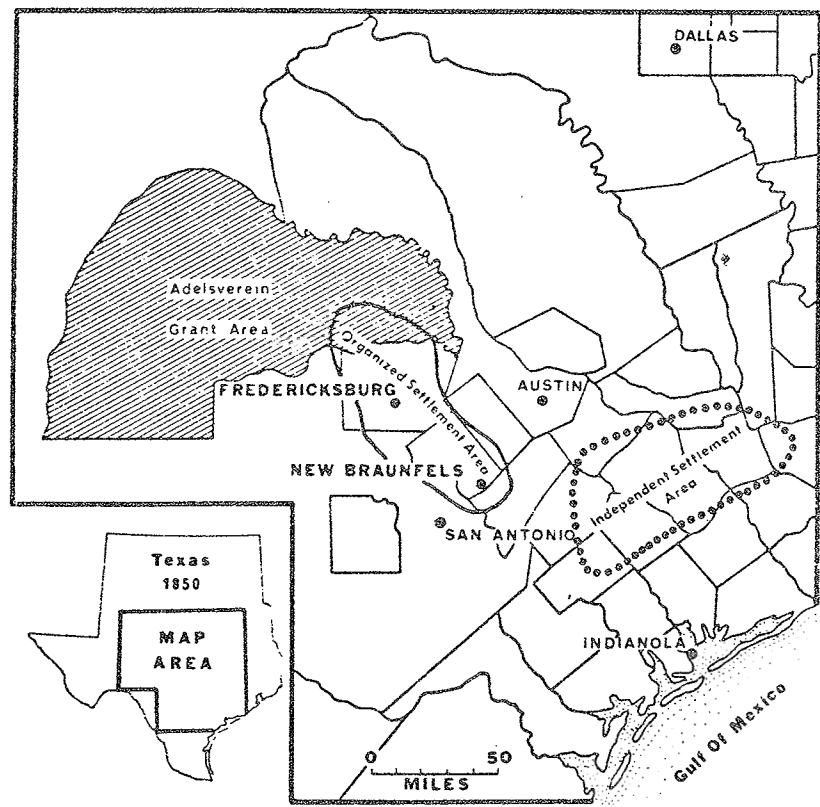 DALLAS
Adelsverein
Grant Area
Organized Settlement Area
FREDERICKSBURG
AUSTIN
NEW BRAUNFELS
Independent Settlement
Area
SAN ANTONIO
Texas
1850
MAP
AREA
INDIANOLA
Gulf Of Mexico
0 50
MILES